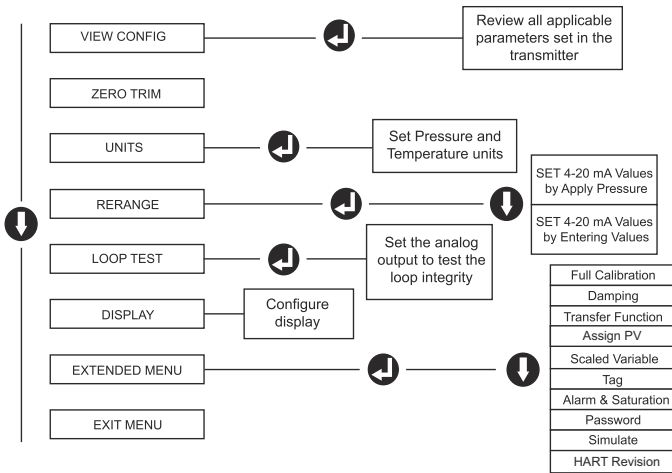 VIEW CONFIG
Review all applicable
parameters set in the
transmitter
ZERO TRIM
UNITS
Set Pressure and
Temperature units
RERANGE
SET 4-20 mA Values
by Apply Pressure
SET 4-20 mA Values
by Entering Values
LOOP TEST
Set the analog
output to test the
loop integrity
DISPLAY
Configure
display
EXTENDED MENU
Full Calibration
Damping
Transfer Function
Assign PV
Scaled Variable
Tag
Alarm & Saturation
Password
Simulate
HART Revision
EXIT MENU